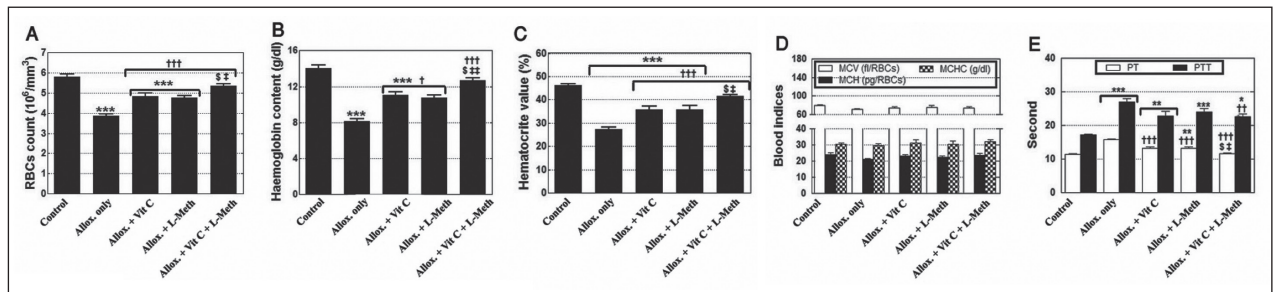 A
RBCs count (10⁶/mm³)
7
6
5
4
3
2
1
0
***
***
†††
$ ‡
Control
Allox. only
Allox. + Vit C
Allox. + L-Meth
Allox. + Vit C + L-Meth
B
Haemoglobin content (g/dl)
16
12
8
4
0
***
*** †
†††
$ ‡‡
Control
Allox. only
Allox. + Vit C
Allox. + L-Meth
Allox. + Vit C + L-Meth
C
Hematocrite value (%)
60
50
40
30
20
10
0
***
†††
$‡
Control
Allox. only
Allox. + Vit C
Allox. + L-Meth
Allox. + Vit C + L-Meth
D
MCV (fl/RBCs) MCHC (g/dl)
MCH (pg/RBCs)
Blood indices
180
140
100
60
40
30
20
10
0
Control
Allox. only
Allox. + Vit C
Allox. + L-Meth
Allox. + Vit C + L-Meth
E
PT PTT
Second
40
30
20
10
0
***
**
†††
***
**
†††
*
††
†††
$ ‡
Control
Allox. only
Allox. + Vit C
Allox. + L-Meth
Allox. + Vit C + L-Meth